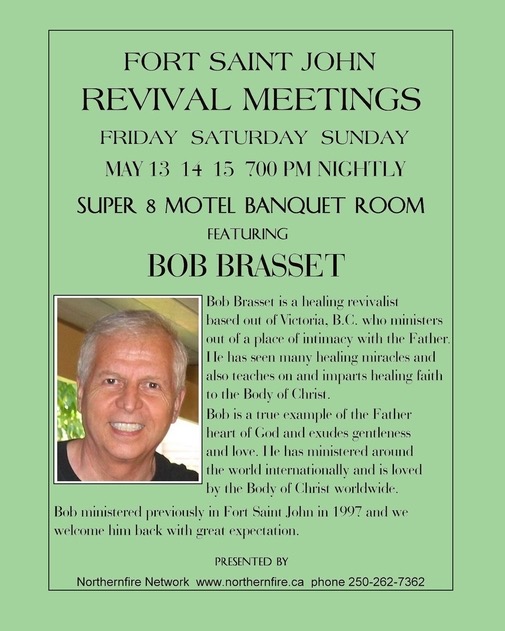 FORT SAINT JOHN
REVIVAL MEETINGS
FRIDAY SATURDAY SUNDAY
MAY 13 14 15 700 PM NIGHTLY
SUPER 8 MOTEL BANQUET ROOM
FEATURING
BOB BRASSET
Bob Brasset is a healing revivalist
based out of Victoria, B.C. who ministers
out of a place of intimacy with the Father.
He has seen many healing miracles and
also teaches on and imparts healing faith
to the Body of Christ.
Bob is a true example of the Father
heart of God and exudes gentleness
and love. He has ministered around
the world internationally and is loved
by the Body of Christ worldwide.
Bob ministered previously in Fort Saint John in 1997 and we
welcome him back with great expectation.
PRESENTED BY
Northernfire Network www.northernfire.ca phone 250-262-7362